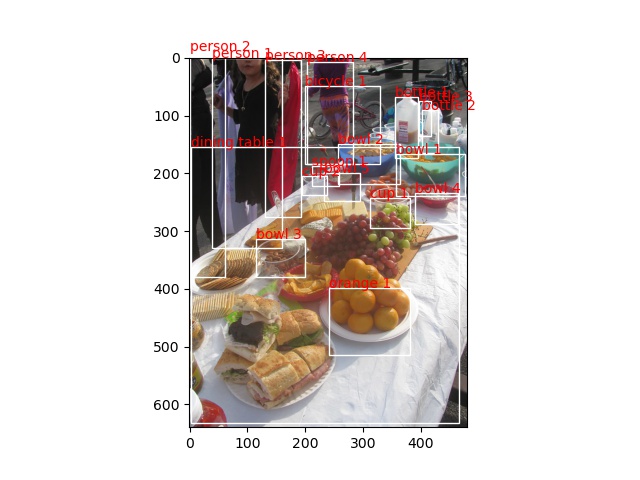 person 2
person 1
person 3
person 4
bicycle 1
bottle 1
bottle 3
bottle 2
dining table 1
bowl 2
bowl 1
spoon 1
cup 2
cup 1
bowl 4
bowl 3
orange 1
0
100
200
300
400
500
600
0
100
200
300
400